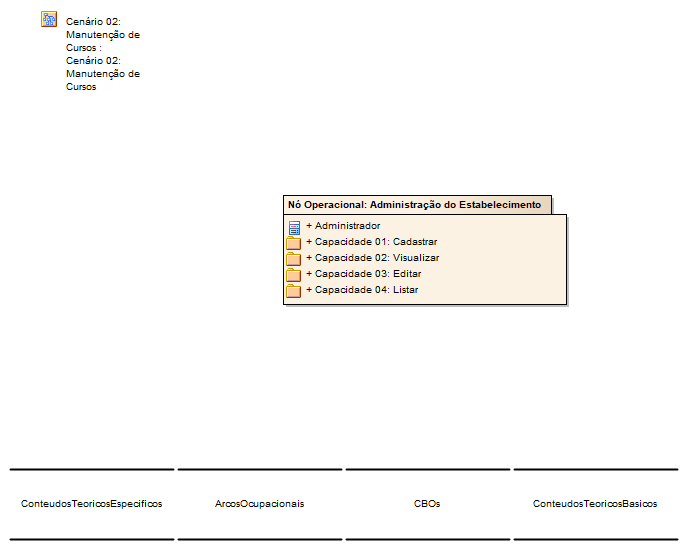 Cenário 02:
Manutenção de
Cursos :
Cenário 02:
Manutenção de
Cursos
Nó Operacional: Administração do Estabelecimento
+ Administrador
+ Capacidade 01: Cadastrar
+ Capacidade 02: Visualizar
+ Capacidade 03: Editar
+ Capacidade 04: Listar
ConteudosTeoricosEspecificos
ArcosOcupacionais
CBOs
ConteudosTeoricosBasicos